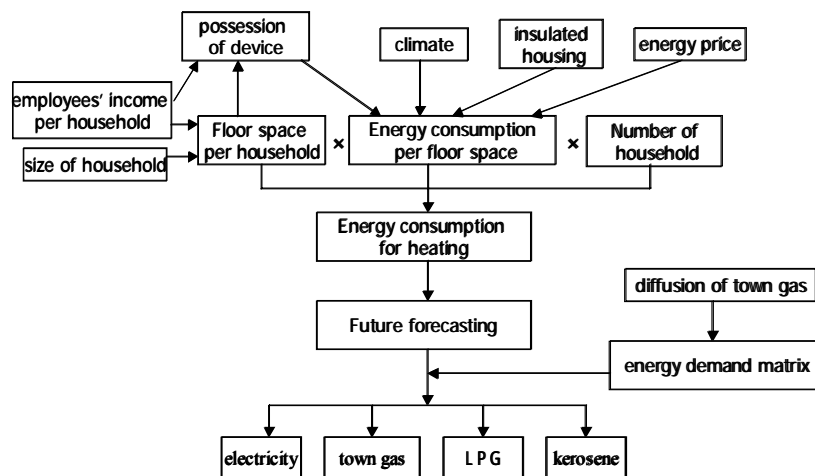 possession
of device
climate
insulated
housing
energy price
employees' income
per household
Floor space
per household
×
Energy consumption
per floor space
×
Number of
household
size of household
Energy consumption
for heating
diffusion of town gas
Future forecasting
energy demand matrix
electricity
town gas
LPG
kerosene